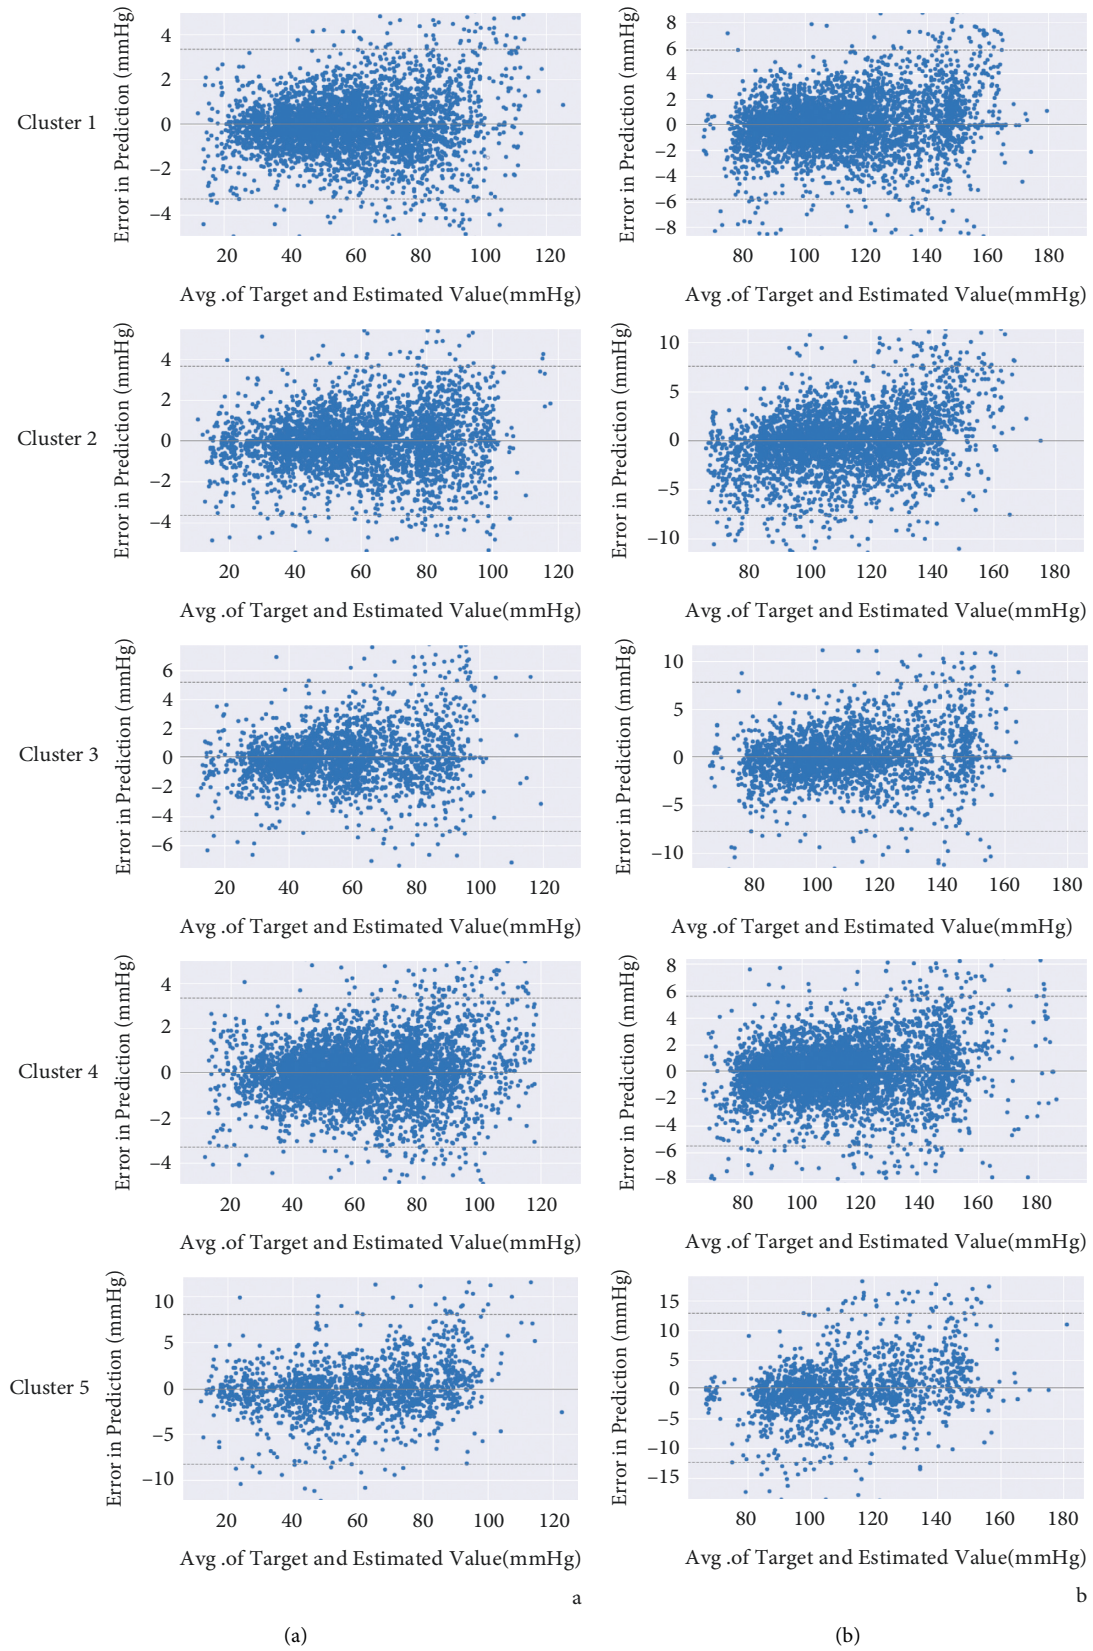 Cluster 1
Error in Prediction (mmHg)
4
2
0
−2
−4
20 40 60 80 100 120
Avg .of Target and Estimated Value(mmHg)
Error in Prediction (mmHg)
8
6
4
2
0
−2
−4
−6
−8
80 100 120 140 160 180
Avg .of Target and Estimated Value(mmHg)
Cluster 2
Error in Prediction (mmHg)
4
2
0
−2
−4
20 40 60 80 100 120
Avg .of Target and Estimated Value(mmHg)
Error in Prediction (mmHg)
10
5
0
−5
−10
80 100 120 140 160 180
Avg .of Target and Estimated Value(mmHg)
Cluster 3
Error in Prediction (mmHg)
6
4
2
0
−2
−4
−6
20 40 60 80 100 120
Avg .of Target and Estimated Value(mmHg)
Error in Prediction (mmHg)
10
5
0
−5
−10
80 100 120 140 160 180
Avg .of Target and Estimated Value(mmHg)
Cluster 4
Error in Prediction (mmHg)
4
2
0
−2
−4
20 40 60 80 100 120
Avg .of Target and Estimated Value(mmHg)
Error in Prediction (mmHg)
8
6
4
2
0
−2
−4
−6
−8
80 100 120 140 160 180
Avg .of Target and Estimated Value(mmHg)
Cluster 5
Error in Prediction (mmHg)
10
5
0
−5
−10
20 40 60 80 100 120
Avg .of Target and Estimated Value(mmHg)
a
(a)
Error in Prediction (mmHg)
15
10
5
0
−5
−10
−15
80 100 120 140 160 180
Avg .of Target and Estimated Value(mmHg)
b
(b)